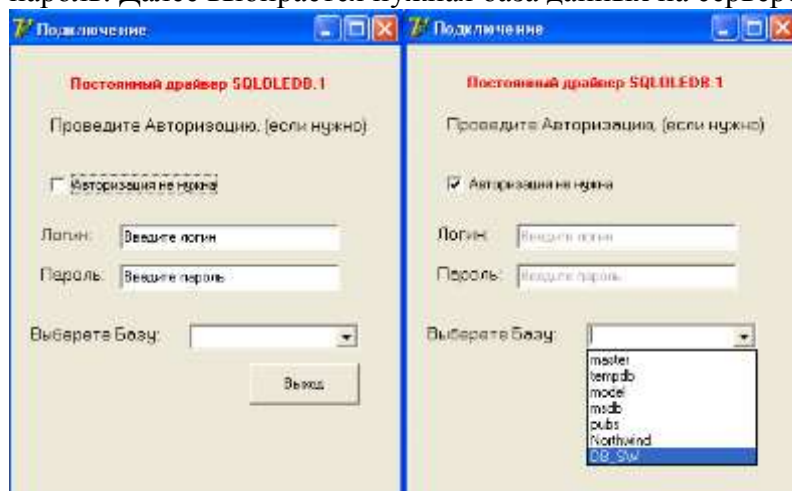 пароль. Далее выбирается нужная база данных на сервере
Подключение
Постоянный драйвер SQLOLEDB.1
Проведите Авторизацию, (если нужно)
Авторизация не нужна
Логин:
Введите логин
Пароль:
Введите пароль
Выберете Базу:
Выход
Подключение
Постоянный драйвер SQLOLEDB.1
Проведите Авторизацию, (если нужно)
Авторизация не нужна
Логин:
Введите логин
Пароль:
Введите пароль
Выберете Базу:
master
tempdb
model
msdb
pubs
Northwind
DB_SW